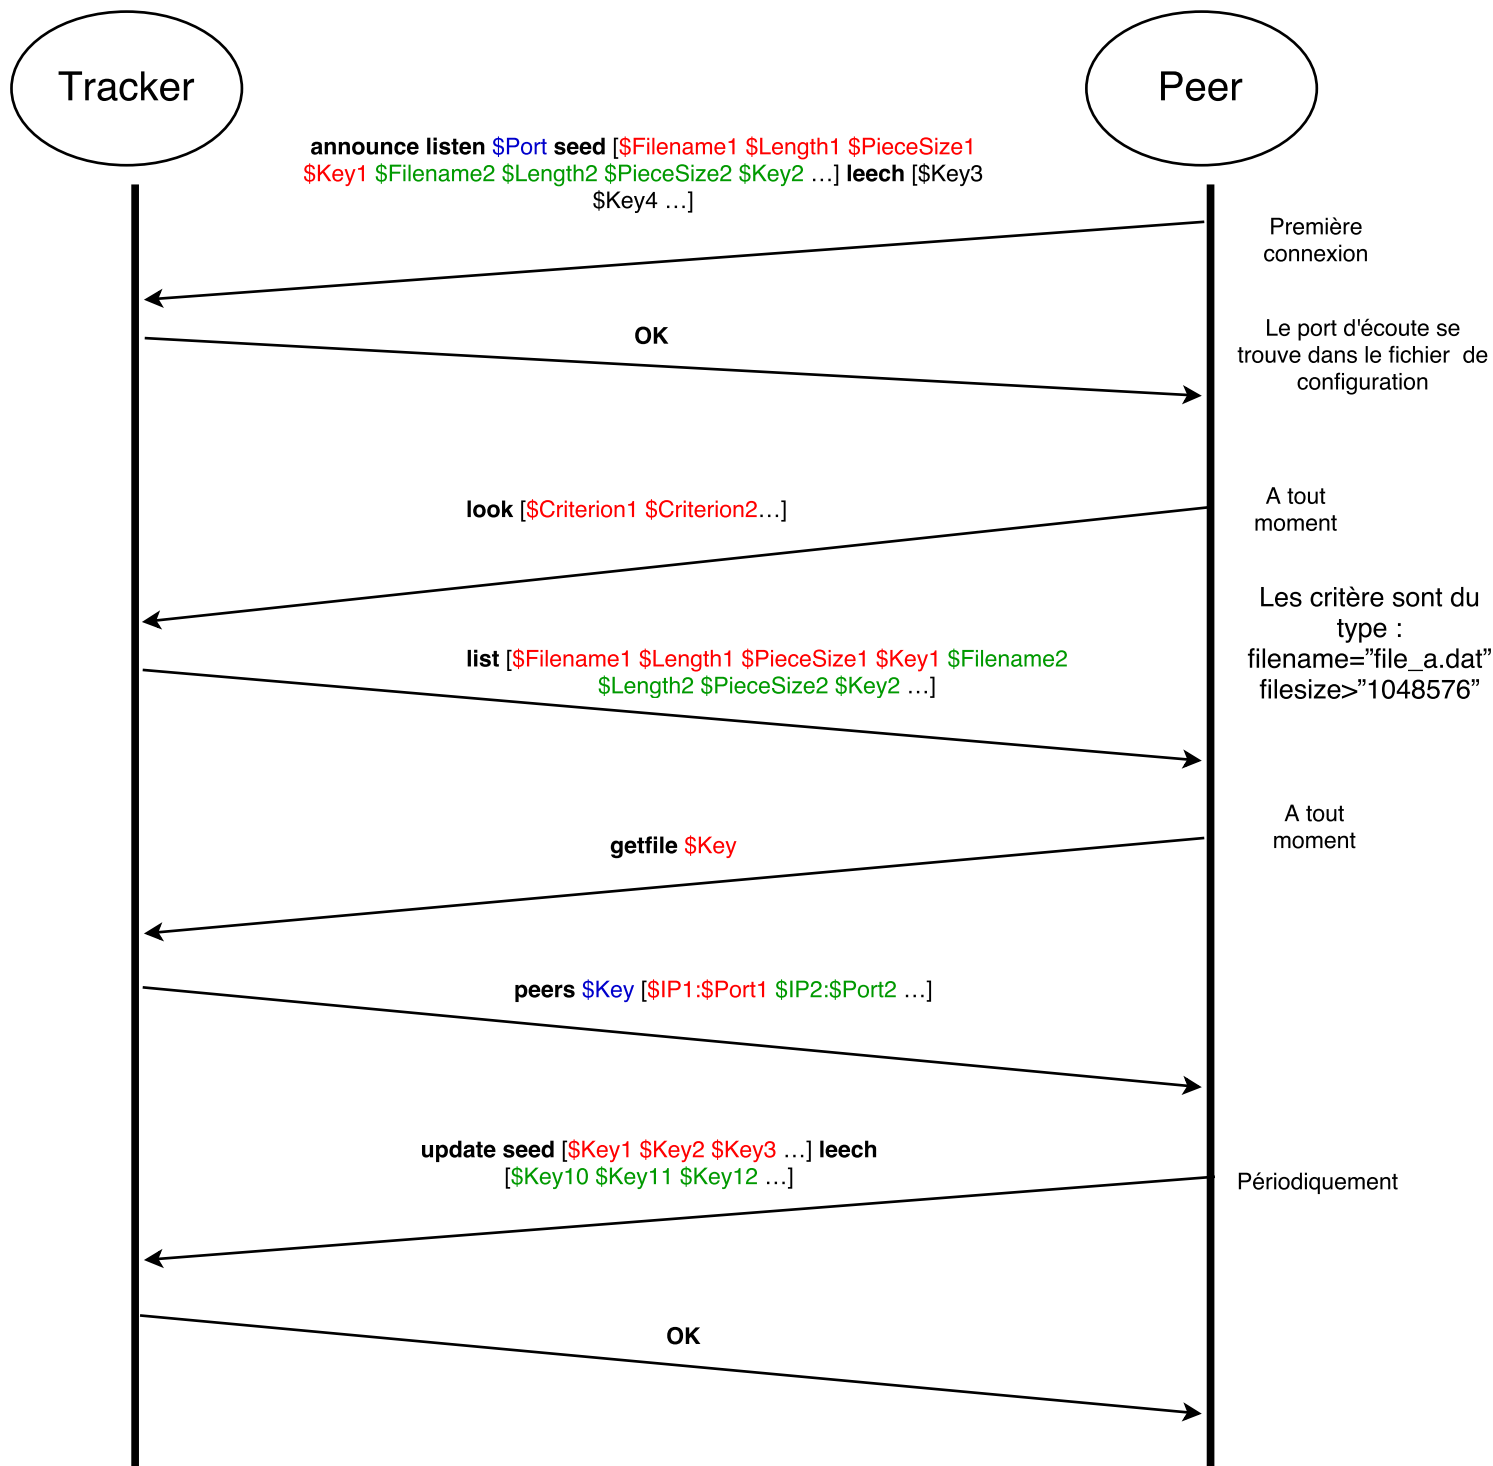 Tracker
Peer
announce listen $Port seed [$Filename1 $Length1 $PieceSize1
$Key1 $Filename2 $Length2 $PieceSize2 $Key2 …] leech [$Key3
$Key4 …]
Première
connexion
OK
Le port d'écoute se
trouve dans le fichier  de
configuration
look [$Criterion1 $Criterion2…]
A tout
moment
Les critère sont du
type :
filename=”file_a.dat”
filesize>”1048576”
list [$Filename1 $Length1 $PieceSize1 $Key1 $Filename2
$Length2 $PieceSize2 $Key2 …]
A tout
moment
getfile $Key
peers $Key [$IP1:$Port1 $IP2:$Port2 …]
update seed [$Key1 $Key2 $Key3 …] leech
[$Key10 $Key11 $Key12 …]
Périodiquement
OK